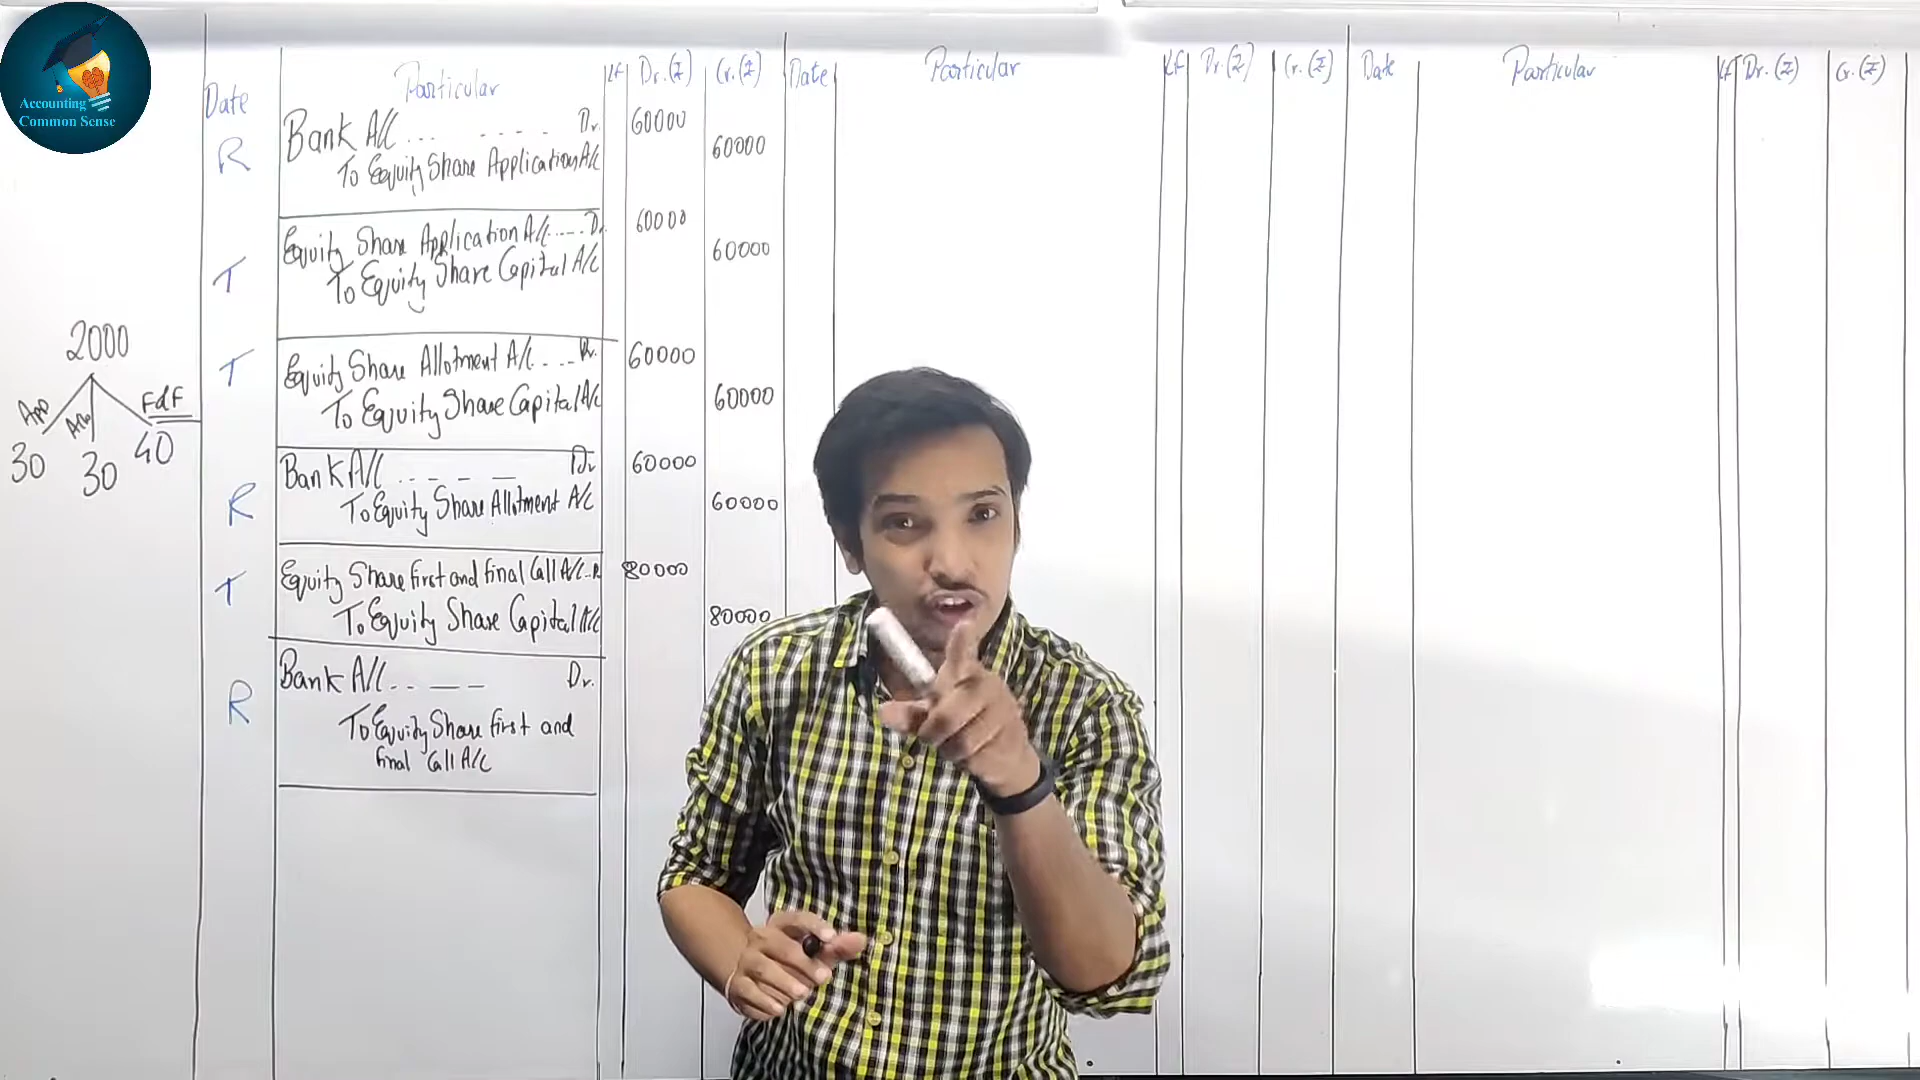 Accounting
Common Sense
Date Particular Lf Dr.(₹) Cr.(₹) Date Particular Lf Dr.(₹) Cr.(₹) Date Particular Lf Dr.(₹) Cr.(₹)
R Bank A/c ... - - - - Dr. 60000
To Equity Share Application A/c 60000
T Equity Share Application A/c ..... Dr. 60000
To Equity Share Capital A/c 60000
T Equity Share Allotment A/c .... Dr. 60000
To Equity Share Capital A/c 60000
R Bank A/c .. - - - Dr 60000
To Equity Share Allotment A/c 60000
T Equity Share first and final Call A/c .. 80000
To Equity Share Capital A/c 80000
R Bank A/c .. - - - Dr.
To Equity Share first and
final Call A/c
2000
App Allo FdF
30 30 40